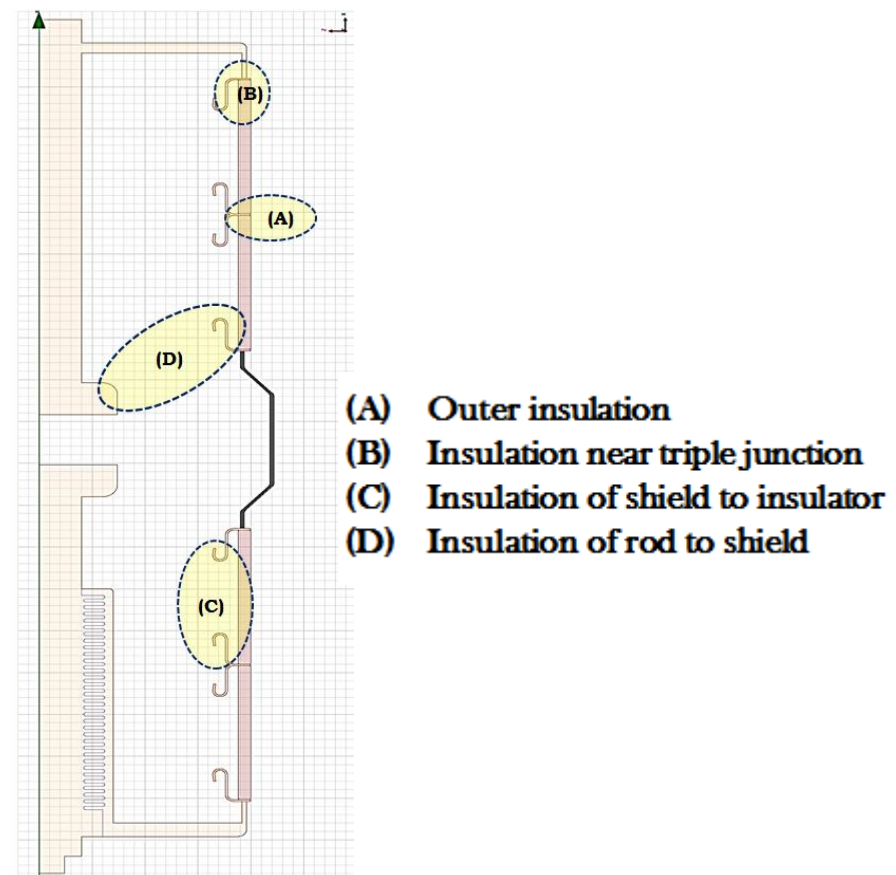 (B)
(A)
(D)
(C)
(A) Outer insulation
(B) Insulation near triple junction
(C) Insulation of shield to insulator
(D) Insulation of rod to shield